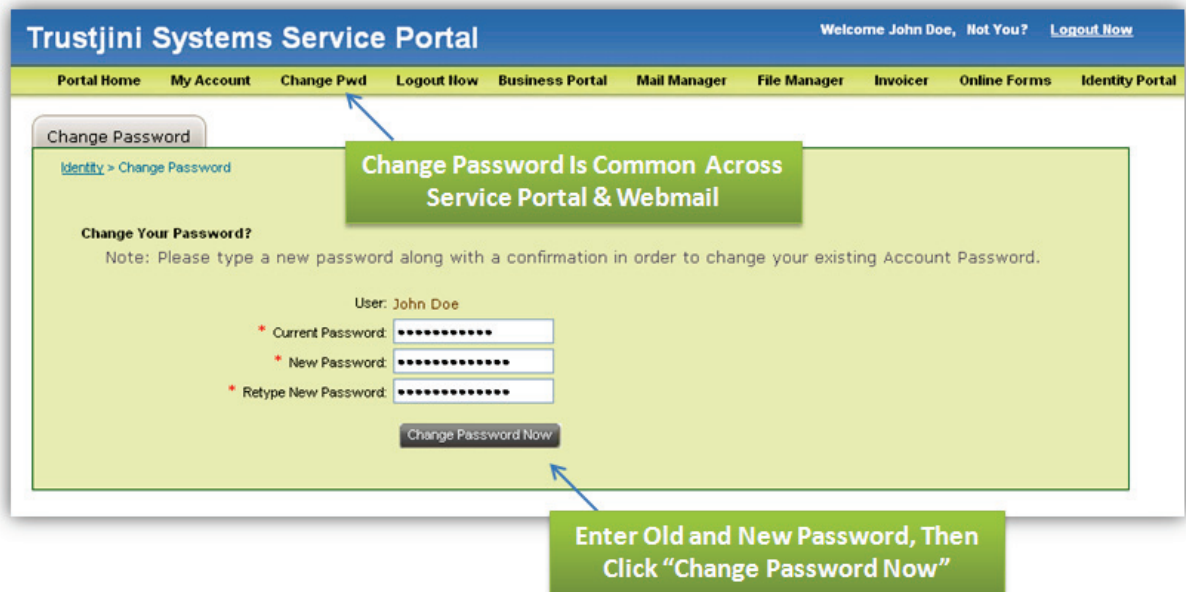 Trustjini Systems Service Portal
Welcome John Doe, Not You? Logout Now
Portal Home My Account Change Pwd Logout Now Business Portal Mail Manager File Manager Invoicer Online Forms Identity Portal
Change Password
Identity > Change Password
Change Password Is Common Across
Service Portal & Webmail
Change Your Password?
Note: Please type a new password along with a confirmation in order to change your existing Account Password.
User: John Doe
* Current Password: •••••••••••
* New Password: •••••••••••••
* Retype New Password: •••••••••••••
Change Password Now
Enter Old and New Password, Then
Click “Change Password Now”